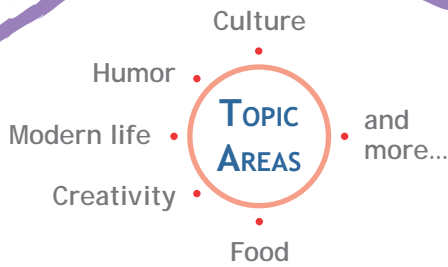 Culture
Humor
Modern life
Creativity
Food
TOPIC
AREAS
and
more...